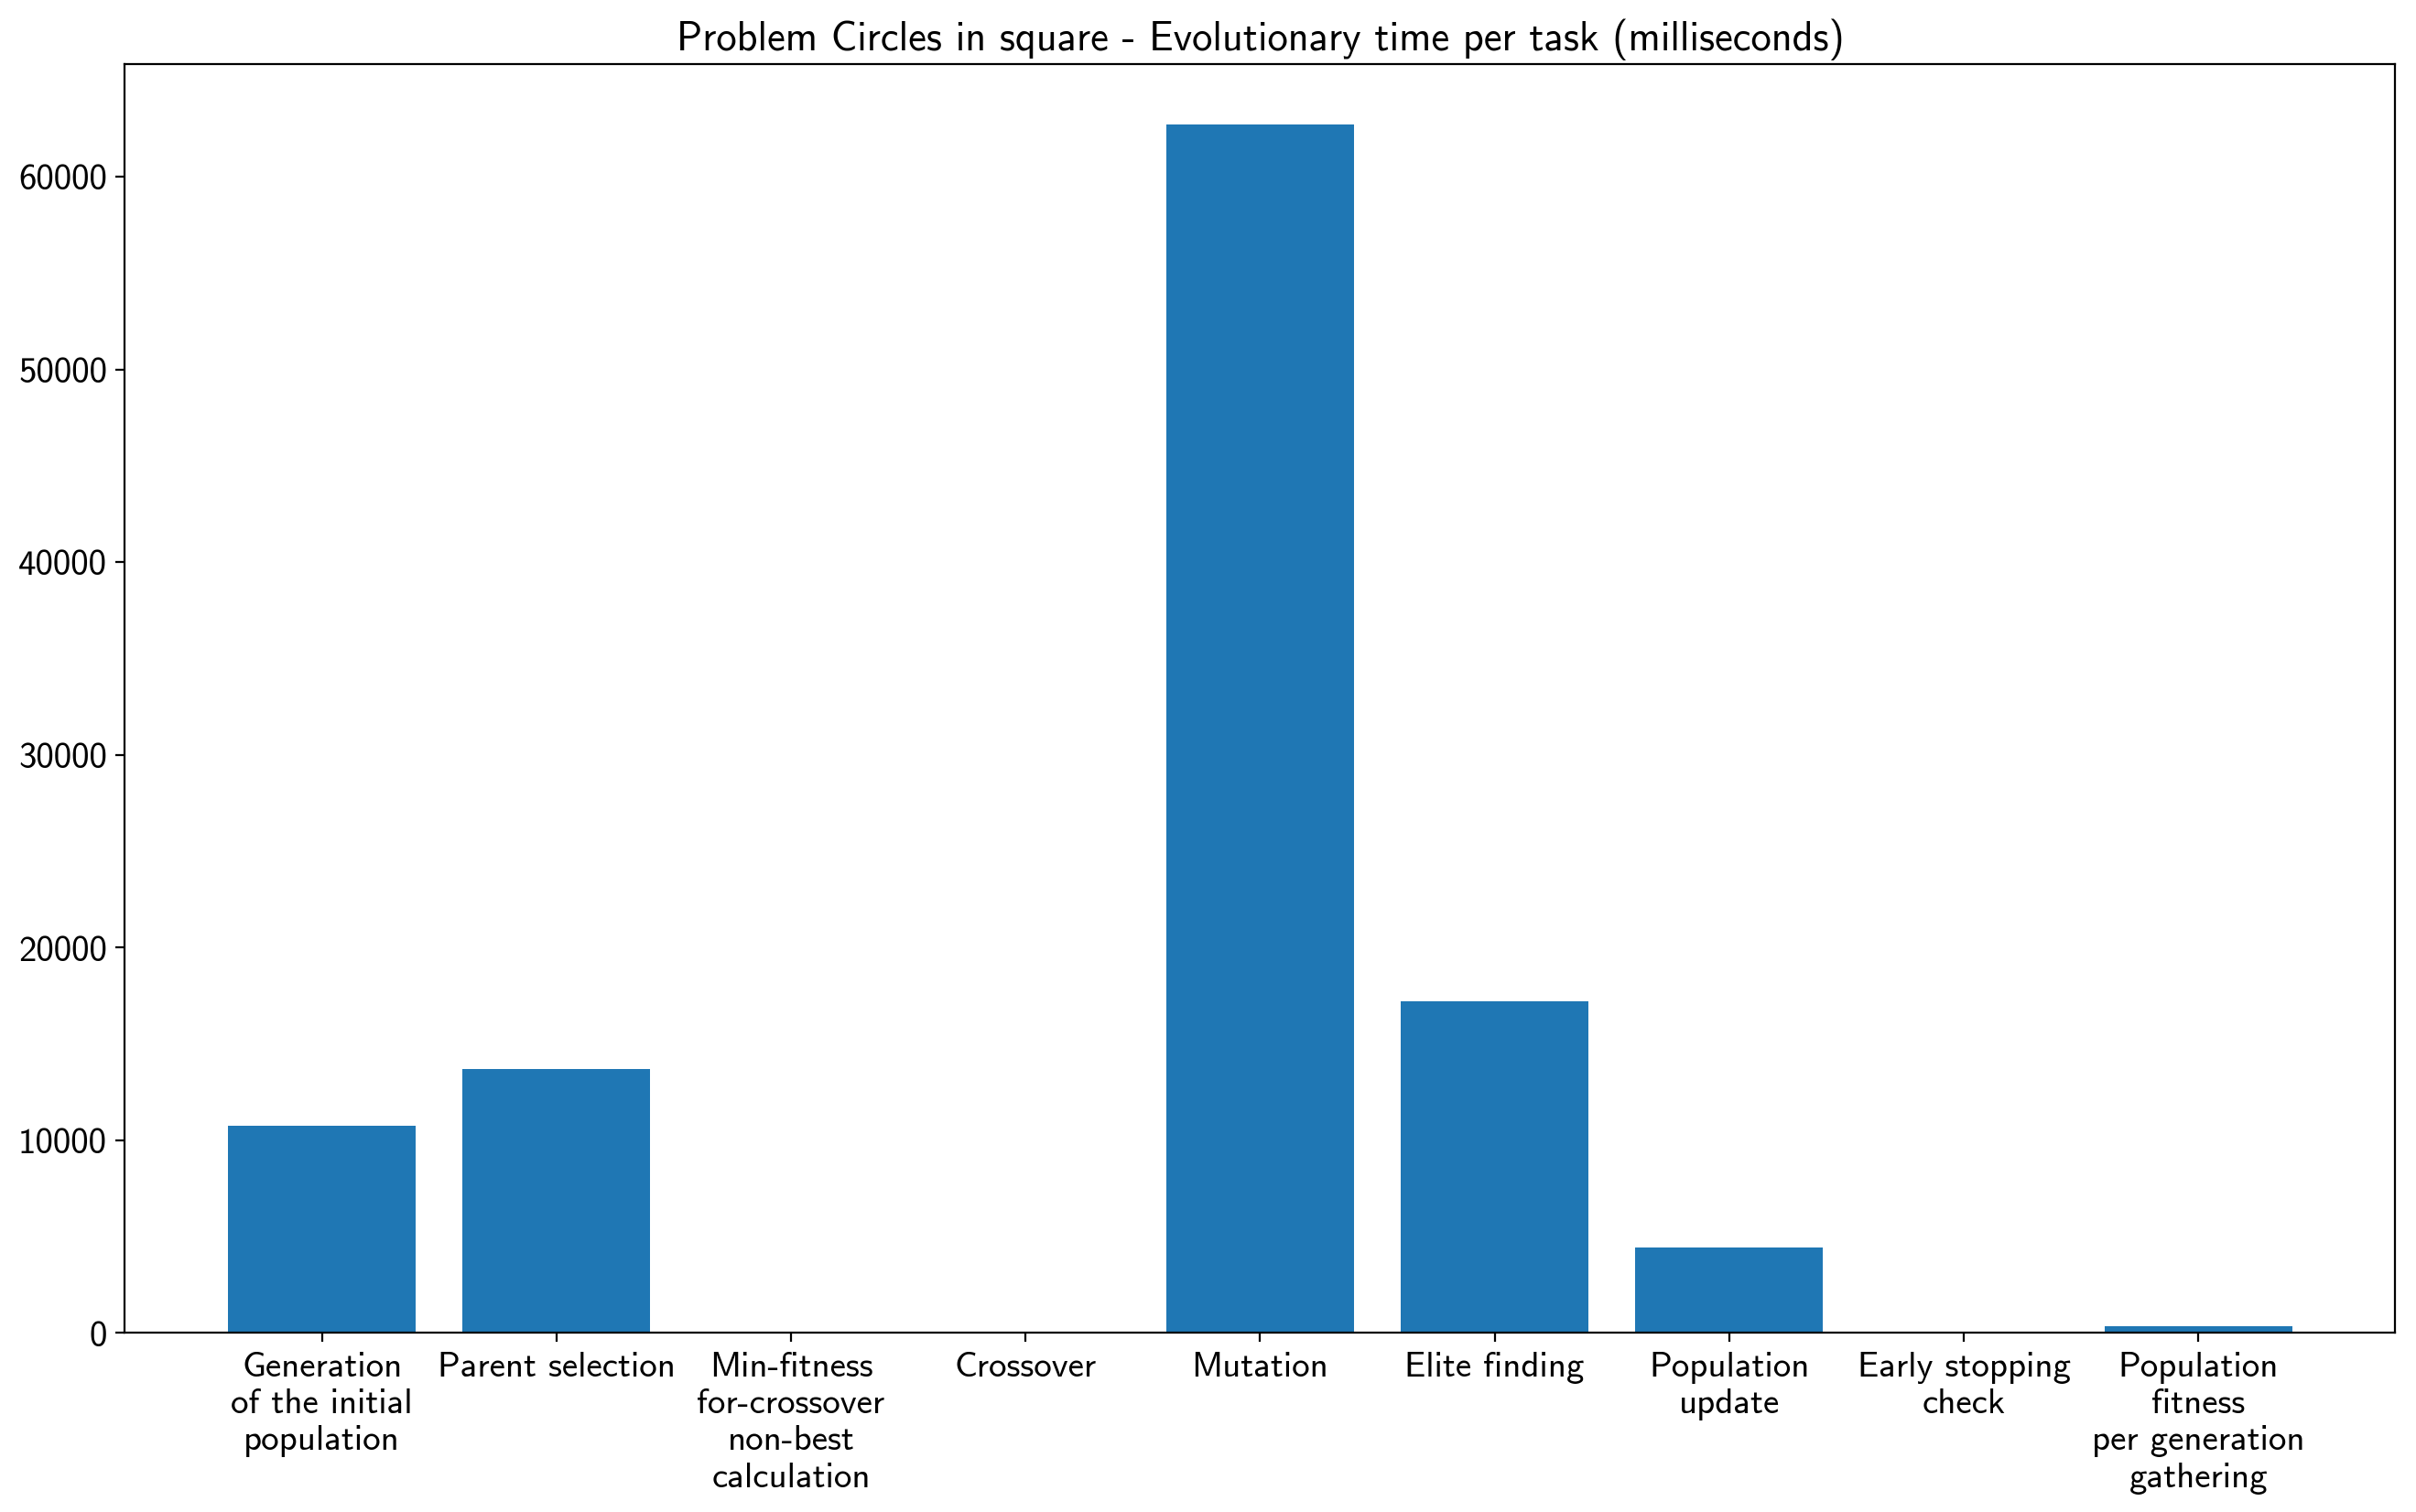 Problem Circles in square - Evolutionary time per task (milliseconds)
60000
50000
40000
30000
20000
10000
0
Generation
of the initial
population
Parent selection
Min-fitness
for-crossover
non-best
calculation
Crossover
Mutation
Elite finding
Population
update
Early stopping
check
Population
fitness
per generation
gathering